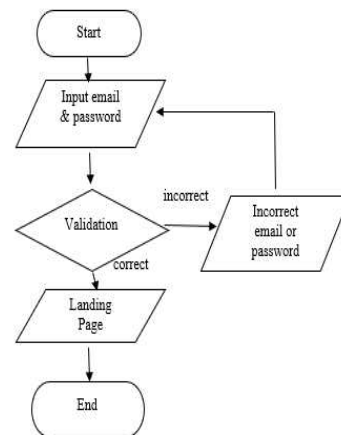 Start
Input email
& password
incorrect
Validation
Incorrect
email or
password
correct
Landing
Page
End